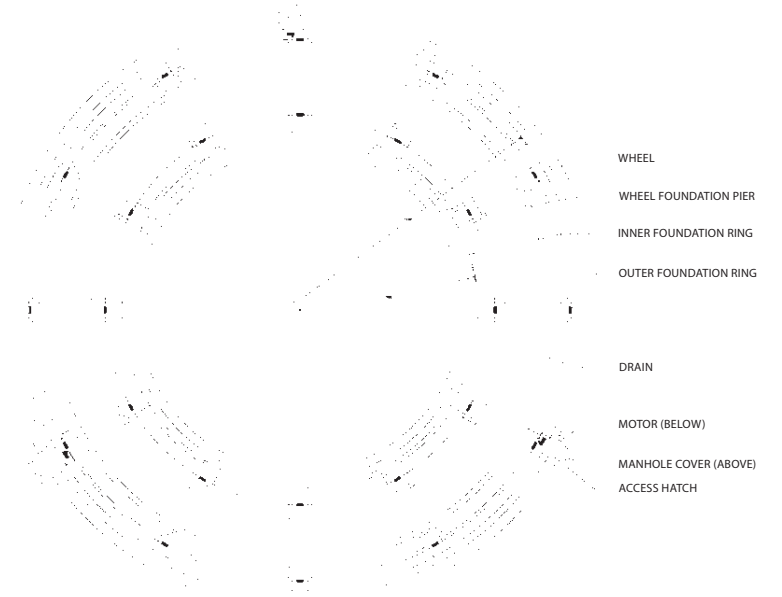 WHEEL
WHEEL FOUNDATION PIER
INNER FOUNDATION RING
OUTER FOUNDATION RING
DRAIN
MOTOR (BELOW)
MANHOLE COVER (ABOVE)
ACCESS HATCH